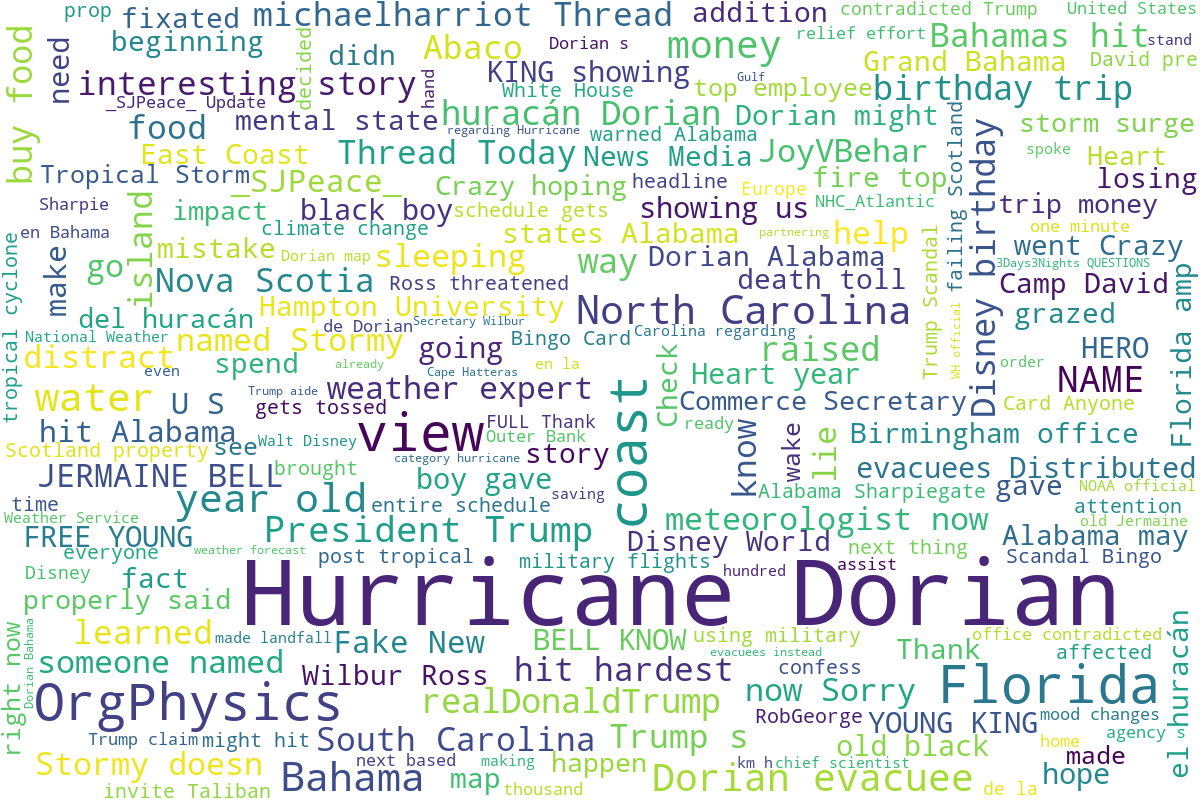 prop
fixated
michaelharriot Thread
addition
contradicted Trump
United States
beginning
didn
Abaco
Dorian s
money
relief effort
Bahamas hit
stand
buy food
need
interesting story
decided
hand
KING showing
Gulf
Grand Bahama
David pre
_SJPeace_ Update
White House
top employee
birthday trip
food
mental state
huracán Dorian
Dorian might
storm surge
regarding Hurricane
warned Alabama
East Coast
Thread Today
News Media
JoyVBehar
spoke
Heart
Tropical Storm
_SJPeace_
Crazy hoping
headline
Europe
fire top
failing Scotland
losing
Sharpie
island
impact
black boy
schedule gets
showing us
NHC_Atlantic
Disney birthday
trip money
en Bahama
climate change
states Alabama
partnering
help
one minute
tropical cyclone
make
mistake
Dorian map
sleeping
way
Dorian Alabama
Trump Scandal
went Crazy
go
Nova Scotia
Ross threatened
death toll
3Days3Nights QUESTIONS
Camp David
Florida amp
Hampton University
North Carolina
WH official
grazed
del huracán
de Dorian
Secretary Wilbur
Bingo Card
Carolina regarding
National Weather
named Stormy
going
Check
raised
order
HERO
distract
spend
already
Cape Hatteras
en la
even
Trump aide
weather expert
coast
Heart year
NAME
water
U S
gets tossed
FULL Thank
Commerce Secretary
Card Anyone
hit Alabama
view
Outer Bank
ready
know
wake
lie
Birmingham office
Scotland property
see
Walt Disney
category hurricane
story
JERMAINE BELL
brought
boy gave
evacuees Distributed
time
year old
entire schedule
saving
Alabama Sharpiegate
gave
NOAA official
Weather Service
attention
FREE YOUNG
President Trump
meteorologist now
old Jermaine
everyone
weather forecast
post tropical
military flights
Disney World
next thing
Alabama may
Scandal Bingo
Disney
fact
Hurricane Dorian
hundred
assist
right now
Dorian Bahama
properly said
learned
made landfall
Fake New
BELL KNOW
using military
evacuees instead
Thank
office contradicted
el huracán
someone named
Wilbur Ross
hit hardest
confess
affected
OrgPhysics
realDonaldTrump
now Sorry
Florida
RobGeorge
YOUNG KING
mood changes
Trump claim
might hit
South Carolina
Trump s
old black
agency s
Stormy doesn
next based
making
happen
km h
chief scientist
home
made
invite Taliban
Bahama
map
thousand
Dorian evacuee
de la
hope